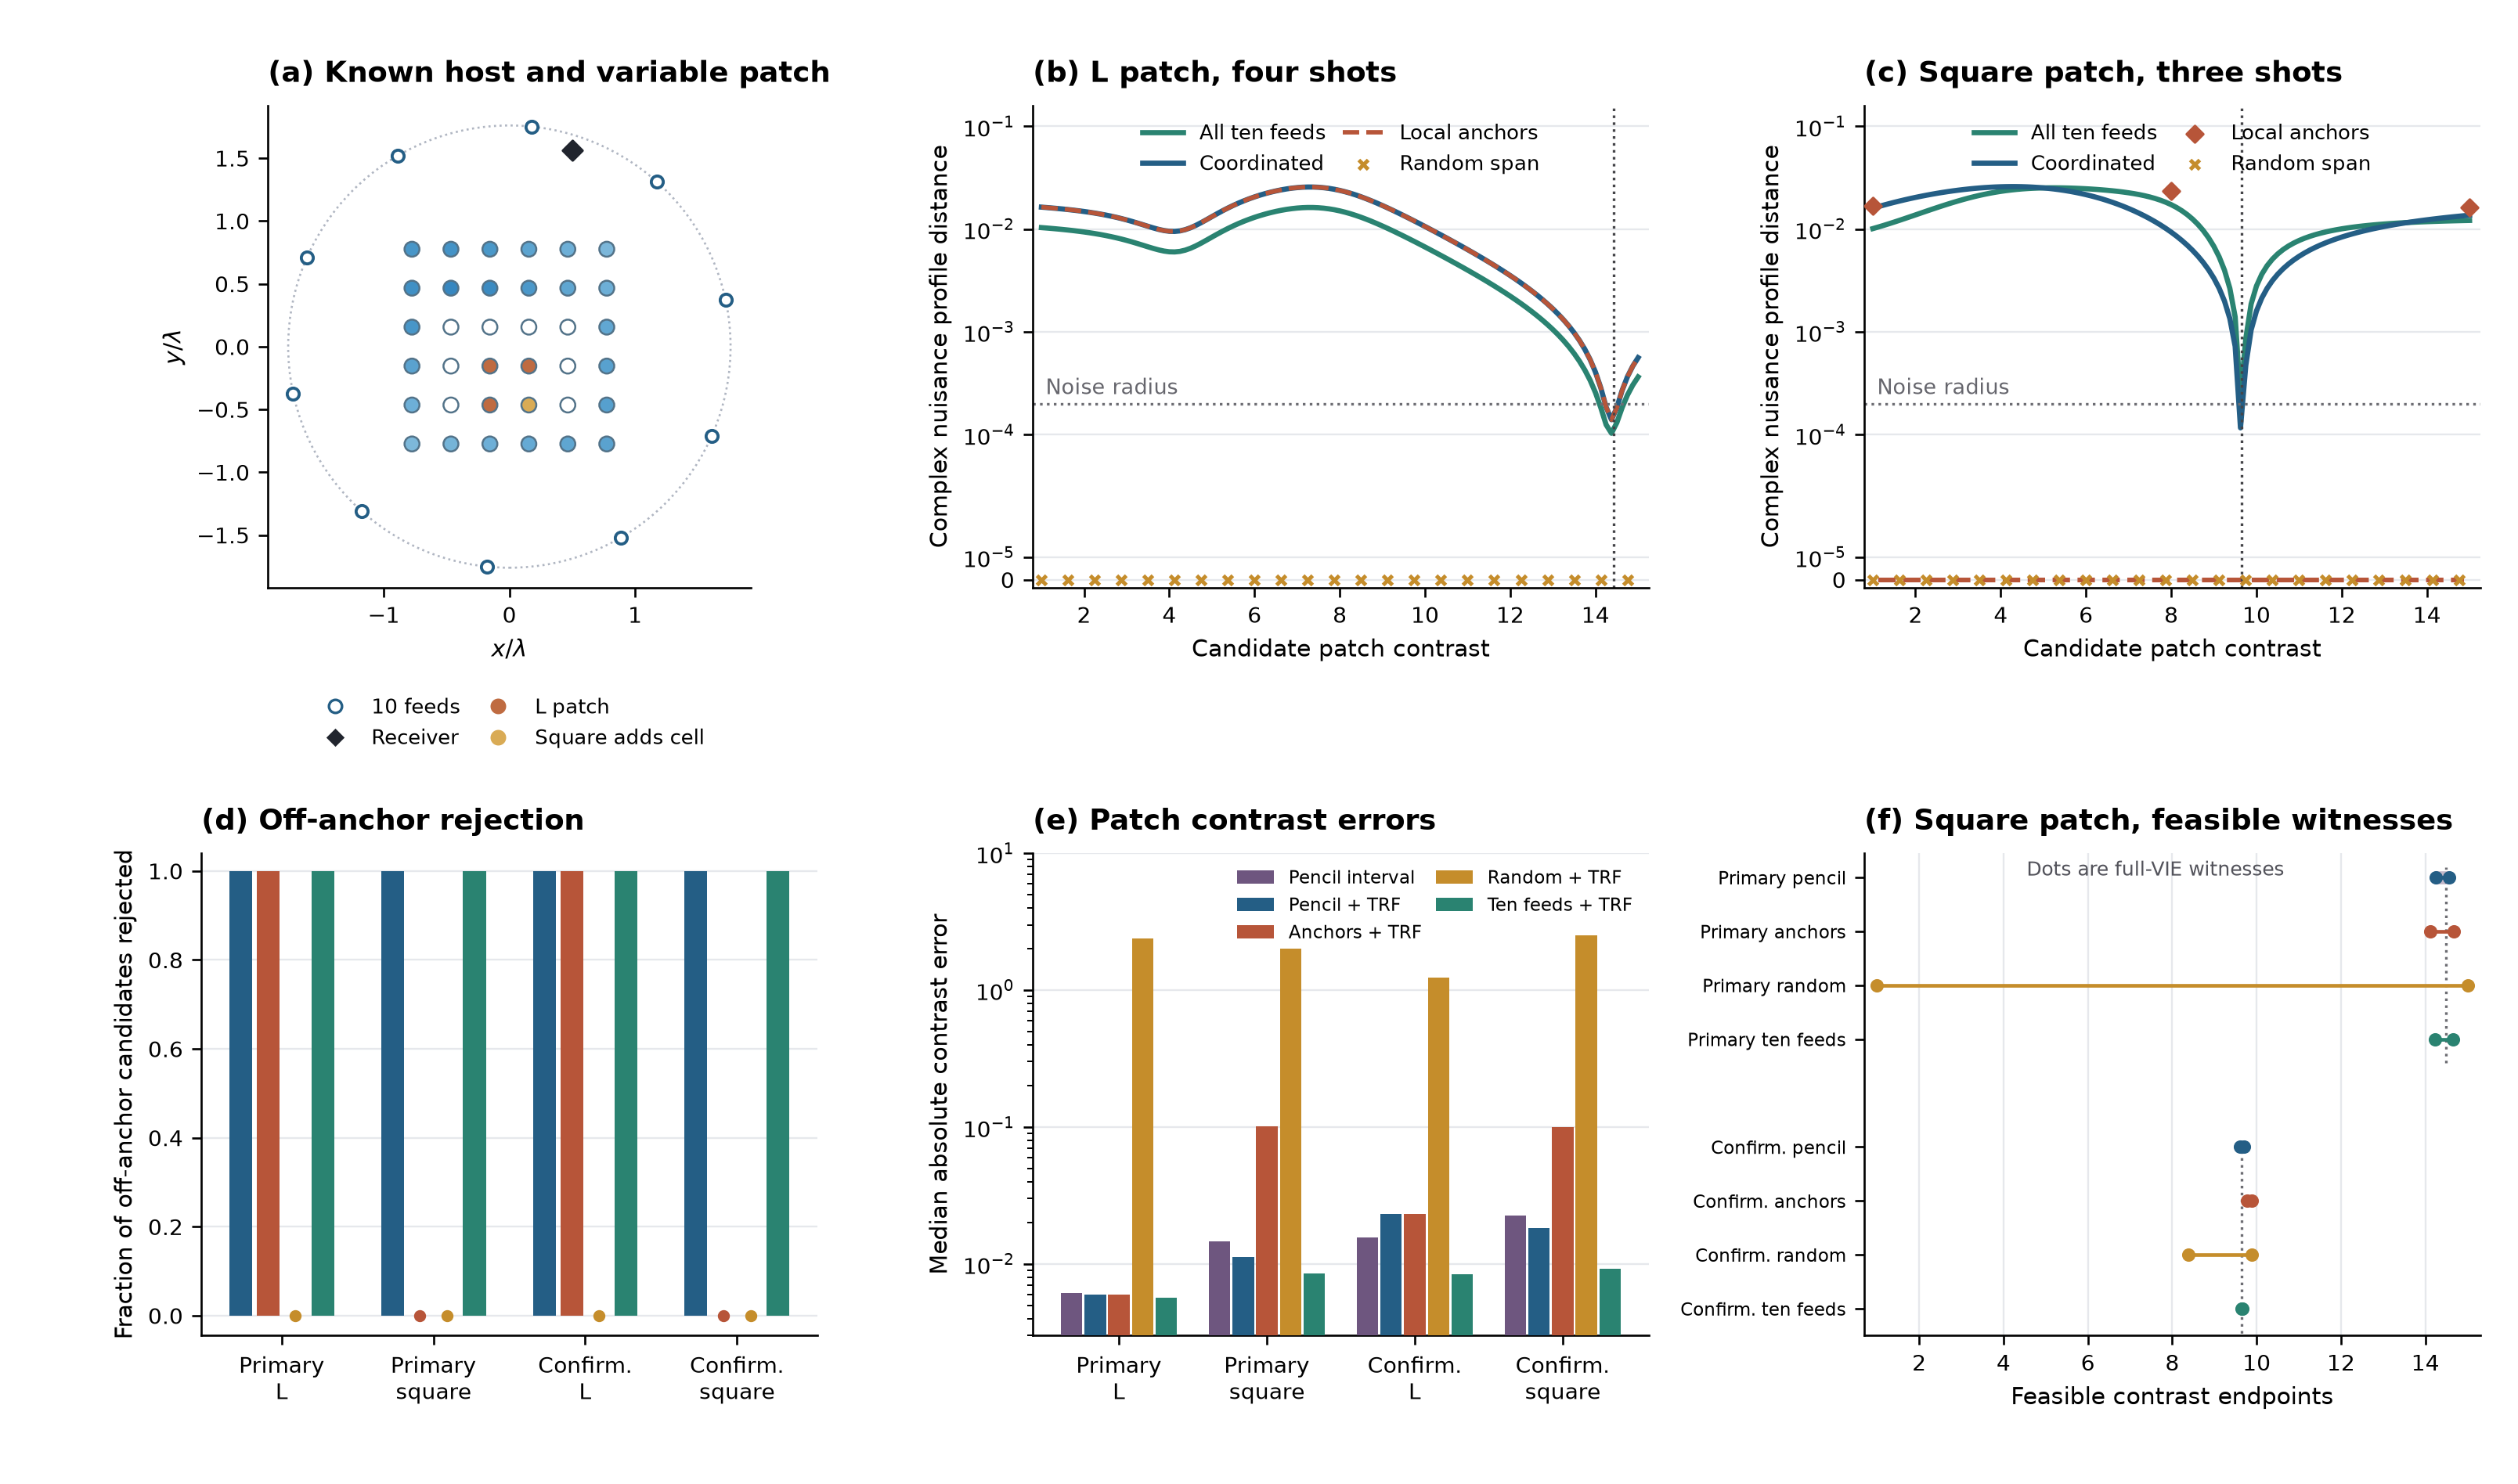 (a) Known host and variable patch
1.5
1.0
0.5
0.0
−0.5
−1.0
−1.5
y/λ
−1 0 1
x/λ
10 feeds
L patch
Receiver
Square adds cell
(b) L patch, four shots
All ten feeds
Local anchors
Coordinated
Random span
Noise radius
10⁻¹
10⁻²
10⁻³
10⁻⁴
10⁻⁵
0
Complex nuisance profile distance
2 4 6 8 10 12 14
Candidate patch contrast
(c) Square patch, three shots
All ten feeds
Local anchors
Coordinated
Random span
Noise radius
10⁻¹
10⁻²
10⁻³
10⁻⁴
10⁻⁵
0
Complex nuisance profile distance
2 4 6 8 10 12 14
Candidate patch contrast
(d) Off-anchor rejection
1.0
0.8
0.6
0.4
0.2
0.0
Fraction of off-anchor candidates rejected
Primary
L
Primary
square
Confirm.
L
Confirm.
square
(e) Patch contrast errors
Pencil interval
Random + TRF
Pencil + TRF
Ten feeds + TRF
Anchors + TRF
10¹
10⁰
10⁻¹
10⁻²
Median absolute contrast error
Primary
L
Primary
square
Confirm.
L
Confirm.
square
(f) Square patch, feasible witnesses
Dots are full-VIE witnesses
Primary pencil
Primary anchors
Primary random
Primary ten feeds
Confirm. pencil
Confirm. anchors
Confirm. random
Confirm. ten feeds
2 4 6 8 10 12 14
Feasible contrast endpoints